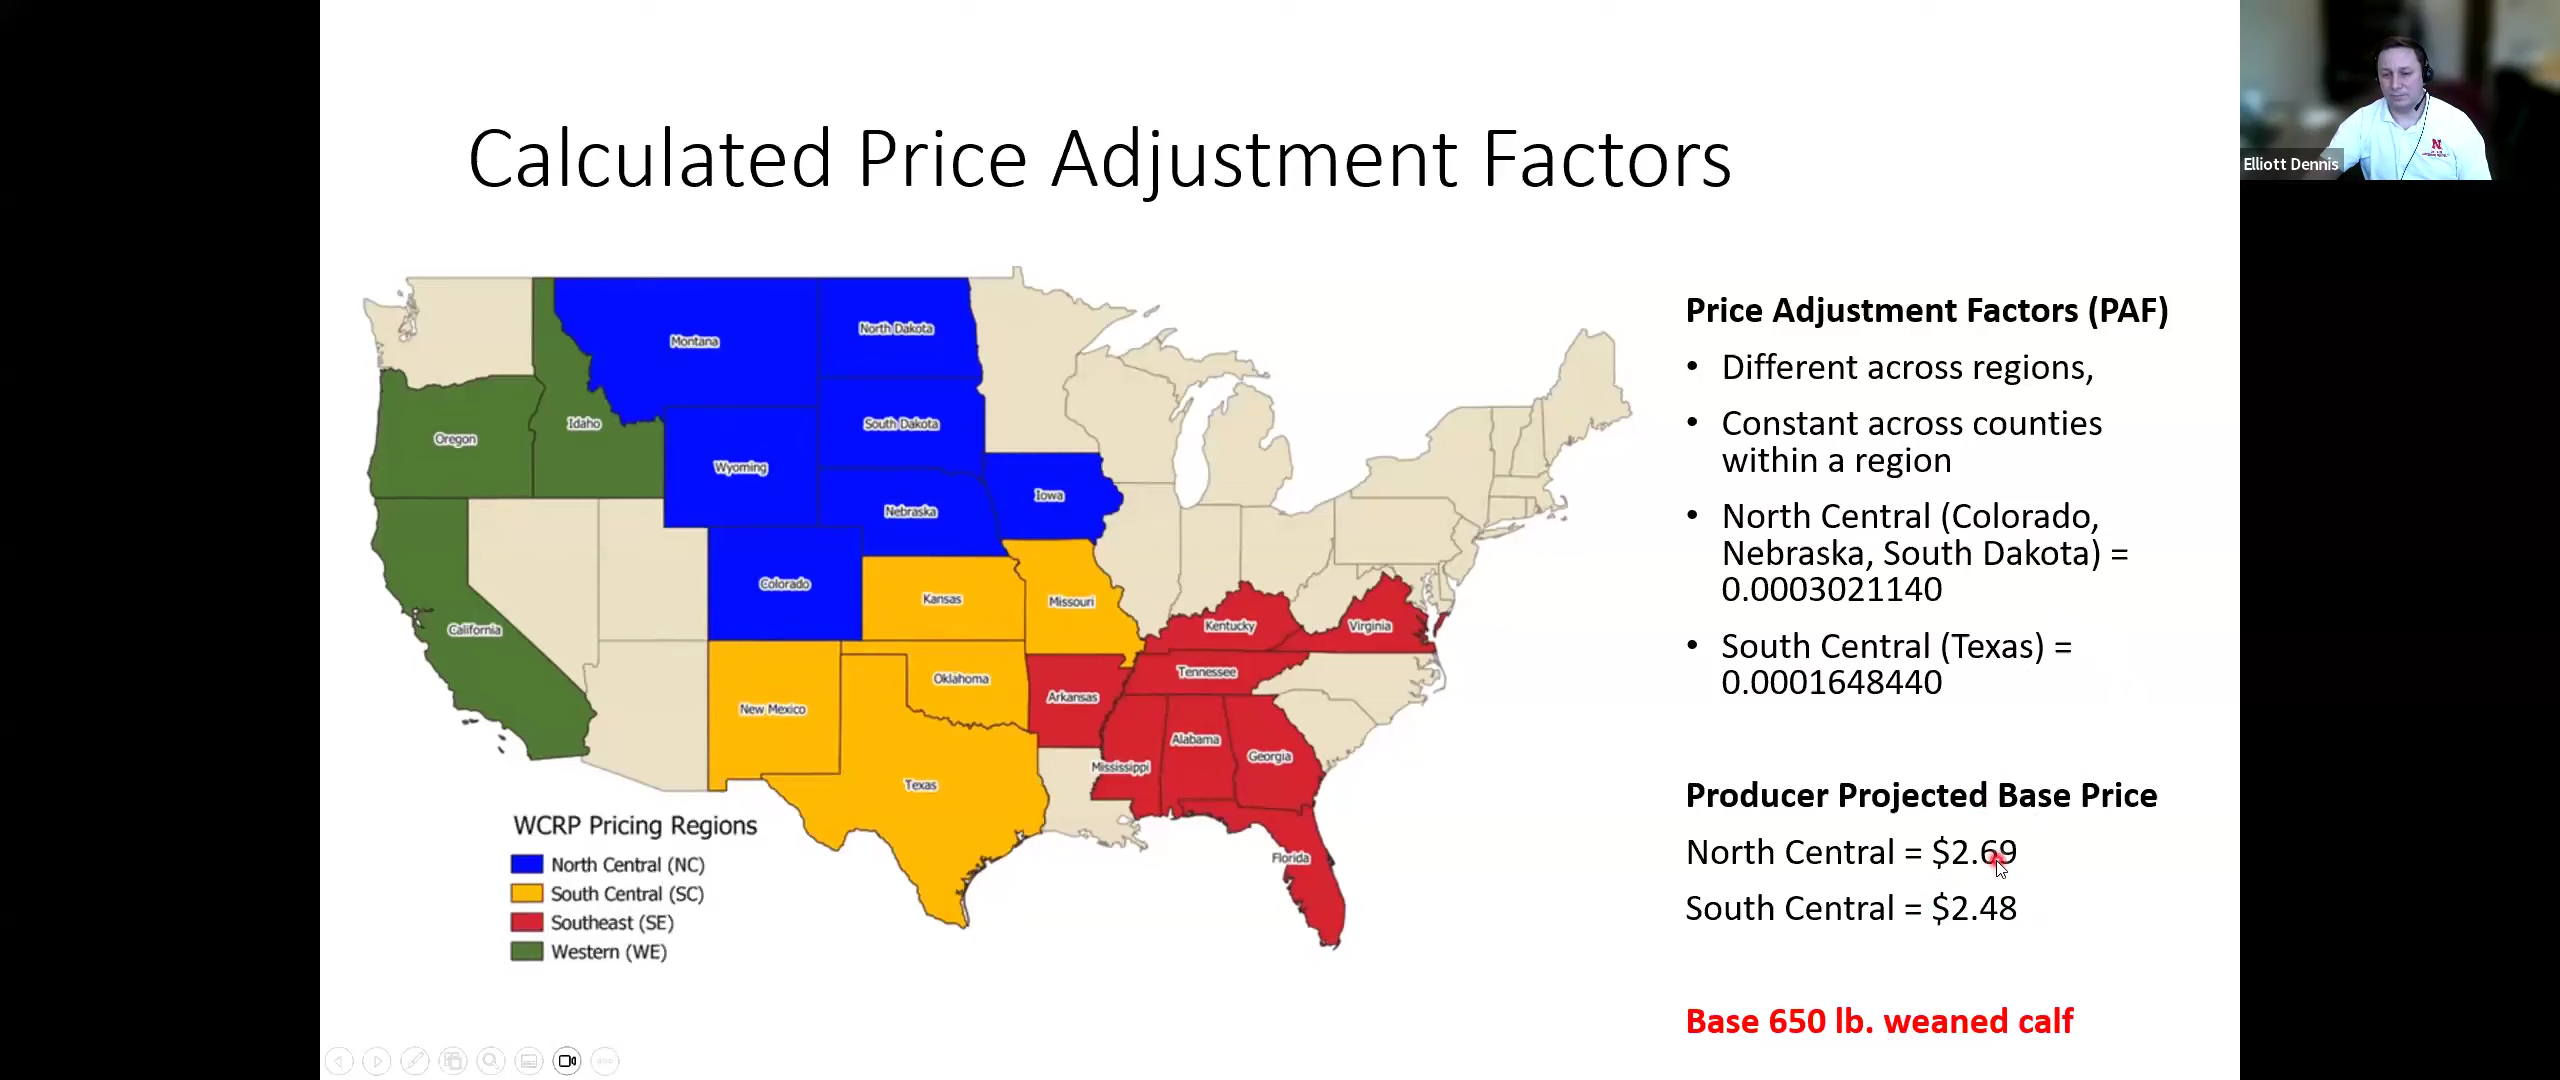 Calculated Price Adjustment Factors
Elliott Dennis
N
Montana
North Dakota
Oregon
Idaho
South Dakota
Wyoming
Iowa
Nebraska
Colorado
Kansas
Missouri
California
Kentucky
Virginia
Tennessee
Oklahoma
Arkansas
New Mexico
Alabama
Georgia
Mississippi
Texas
Florida
WCRP Pricing Regions
North Central (NC)
South Central (SC)
Southeast (SE)
Western (WE)
Price Adjustment Factors (PAF)
• Different across regions,
• Constant across counties
within a region
• North Central (Colorado,
Nebraska, South Dakota) =
0.0003021140
• South Central (Texas) =
0.0001648440
Producer Projected Base Price
North Central = $2.69
South Central = $2.48
Base 650 lb. weaned calf